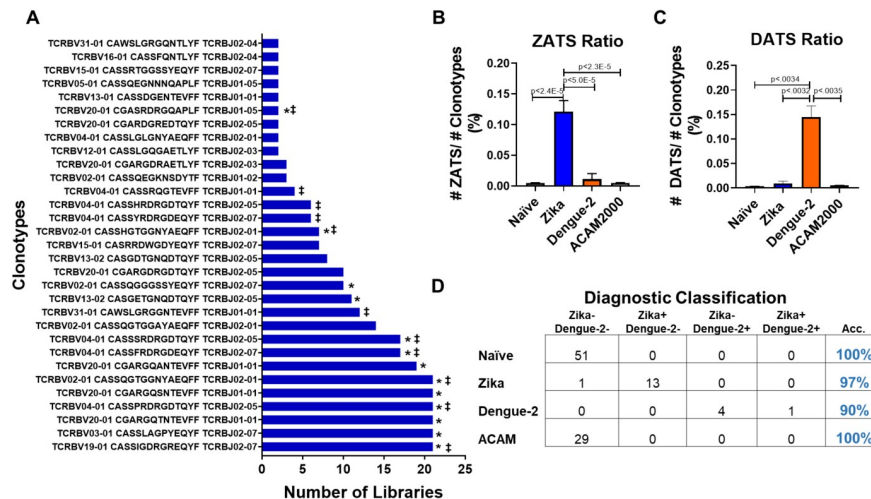 A
Clonotypes
TCRBV31-01 CAWSLGRGQNTLYF TCRBJ02-04
TCRBV16-01 CASSFQNTLYF TCRBJ02-04
TCRBV15-01 CASSRTGGSSYEQYF TCRBJ02-07
TCRBV05-01 CASSQEGNNNQAPLF TCRBJ01-05
TCRBV13-01 CASSDGENTEVFF TCRBJ01-01
TCRBV20-01 CGASRDRGQAPLF TCRBJ01-05 *‡
TCRBV20-01 CGARDGREDTQYF TCRBJ02-05
TCRBV04-01 CASSLGLGNYAEQFF TCRBJ02-01
TCRBV12-01 CASSLGQGAETLYF TCRBJ02-03
TCRBV20-01 CGARGDRAETLYF TCRBJ02-03
TCRBV02-01 CASSQEGKNSDYTF TCRBJ01-02
TCRBV04-01 CASSRQGTEVFF TCRBJ01-01 ‡
TCRBV04-01 CASSHRDRGDTQYF TCRBJ02-05 ‡
TCRBV04-01 CASSYRDRGDEQYF TCRBJ02-07 ‡
TCRBV02-01 CASSHGTGGNYAEQFF TCRBJ02-01 *‡
TCRBV15-01 CASRRDWGDYEQYF TCRBJ02-07
TCRBV13-02 CASGDTGNQDTQYF TCRBJ02-05
TCRBV20-01 CGARGDRGDTQYF TCRBJ02-05
TCRBV02-01 CASSQGGGSSYEQYF TCRBJ02-07 *
TCRBV13-02 CASGETGNQDTQYF TCRBJ02-05 *
TCRBV31-01 CAWSLGRGGNTEVFF TCRBJ01-01 ‡
TCRBV02-01 CASSQGTGGAYAEQFF TCRBJ02-01
TCRBV04-01 CASSSRDRGDTQYF TCRBJ02-05 *‡
TCRBV04-01 CASSFRDRGDEQYF TCRBJ02-07 *‡
TCRBV20-01 CGARGQANTEVFF TCRBJ01-01 *
TCRBV02-01 CASSQGTGGNYAEQFF TCRBJ02-01 *‡
TCRBV20-01 CGARGQSNTEVFF TCRBJ01-01 *
TCRBV04-01 CASSPRDRGDTQYF TCRBJ02-05 *‡
TCRBV20-01 CGARGQTNTEVFF TCRBJ01-01 *
TCRBV03-01 CASSLAGPYEQYF TCRBJ02-07 *
TCRBV19-01 CASSIGDRGREQYF TCRBJ02-07 *‡
0 5 10 15 20 25
Number of Libraries
B
ZATS Ratio
# ZATS/ # Clonotypes
(%)
0.20
0.15
0.10
0.05
0.00
p<2.3E-5
p<2.4E-5
p<5.0E-5
Naïve
Zika
Dengue-2
ACAM2000
C
DATS Ratio
# DATS/ # Clonotypes
(%)
0.25
0.20
0.15
0.10
0.05
0.00
p<.0034
p<.0032
p<.0035
Naïve
Zika
Dengue-2
ACAM2000
D
Diagnostic Classification
Zika- Zika+ Zika- Zika+
Dengue-2- Dengue-2- Dengue-2+ Dengue-2+ Acc.
Naïve 51 0 0 0 100%
Zika 1 13 0 0 97%
Dengue-2 0 0 4 1 90%
ACAM 29 0 0 0 100%